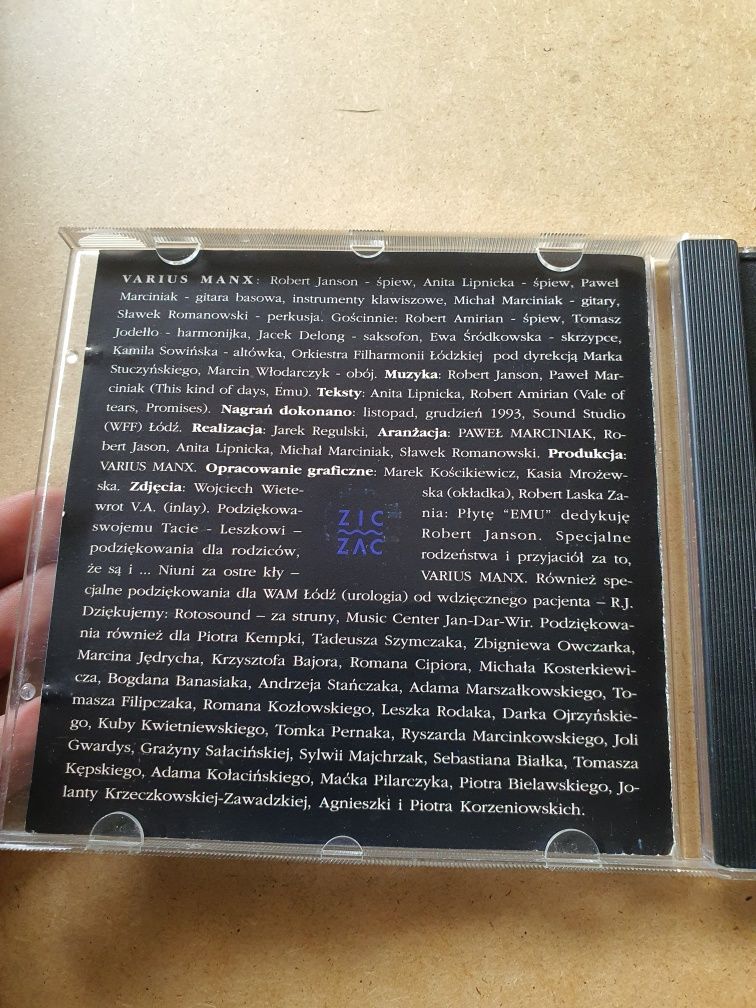 VARIUS MANX: Robert Janson - śpiew, Anita Lipnicka - śpiew, Paweł
Marciniak - gitara basowa, instrumenty klawiszowe, Michał Marciniak - gitary,
Sławek Romanowski - perkusja. Gościnnie: Robert Amirian - śpiew, Tomasz
Jodełło - harmonijka, Jacek Delong - saksofon, Ewa Śródkowska - skrzypce,
Kamila Sowińska - altówka, Orkiestra Filharmonii Łódzkiej pod dyrekcją Marka
Stuczyńskiego, Marcin Włodarczyk - obój. Muzyka: Robert Janson, Paweł Mar-
ciniak (This kind of days, Emu). Teksty: Anita Lipnicka, Robert Amirian (Vale of
tears, Promises). Nagrań dokonano: listopad, grudzień 1993, Sound Studio
(WFF) Łódź. Realizacja: Jarek Regulski, Aranżacja: PAWEŁ MARCINIAK, Ro-
bert Jason, Anita Lipnicka, Michał Marciniak, Sławek Romanowski. Produkcja:
VARIUS MANX. Opracowanie graficzne: Marek Kościkiewicz, Kasia Mrożew-
ska. Zdjęcia: Wojciech Wiete- ska (okładka), Robert Laska Za-
wrot V.A. (inlay). Podziękowa- nia: Płytę "EMU" dedykuję
swojemu Tacie - Leszkowi – Robert Janson. Specjalne
podziękowania dla rodziców, rodzeństwa i przyjaciół za to,
że są i ... Niuni za ostre kły – VARIUS MANX. Również spe-
ZIC
ZAC
cjalne podziękowania dla WAM Łódź (urologia) od wdzięcznego pacjenta – R.J.
Dziękujemy: Rotosound – za struny, Music Center Jan-Dar-Wir. Podziękowa-
nia również dla Piotra Kempki, Tadeusza Szymczaka, Zbigniewa Owczarka,
Marcina Jędrycha, Krzysztofa Bajora, Romana Cipiora, Michała Kosterkiewi-
cza, Bogdana Banasiaka, Andrzeja Stańczaka, Adama Marszałkowskiego, To-
masza Filipczaka, Romana Kozłowskiego, Leszka Rodaka, Darka Ojrzyńskie-
go, Kuby Kwietniewskiego, Tomka Pernaka, Ryszarda Marcinkowskiego, Joli
Gwardys, Grażyny Sałacińskiej, Sylwii Majchrzak, Sebastiana Białka, Tomasza
Kępskiego, Adama Kołacińskiego, Maćka Pilarczyka, Piotra Bielawskiego, Jo-
lanty Krzeczkowskiej-Zawadzkiej, Agnieszki i Piotra Korzeniowskich.